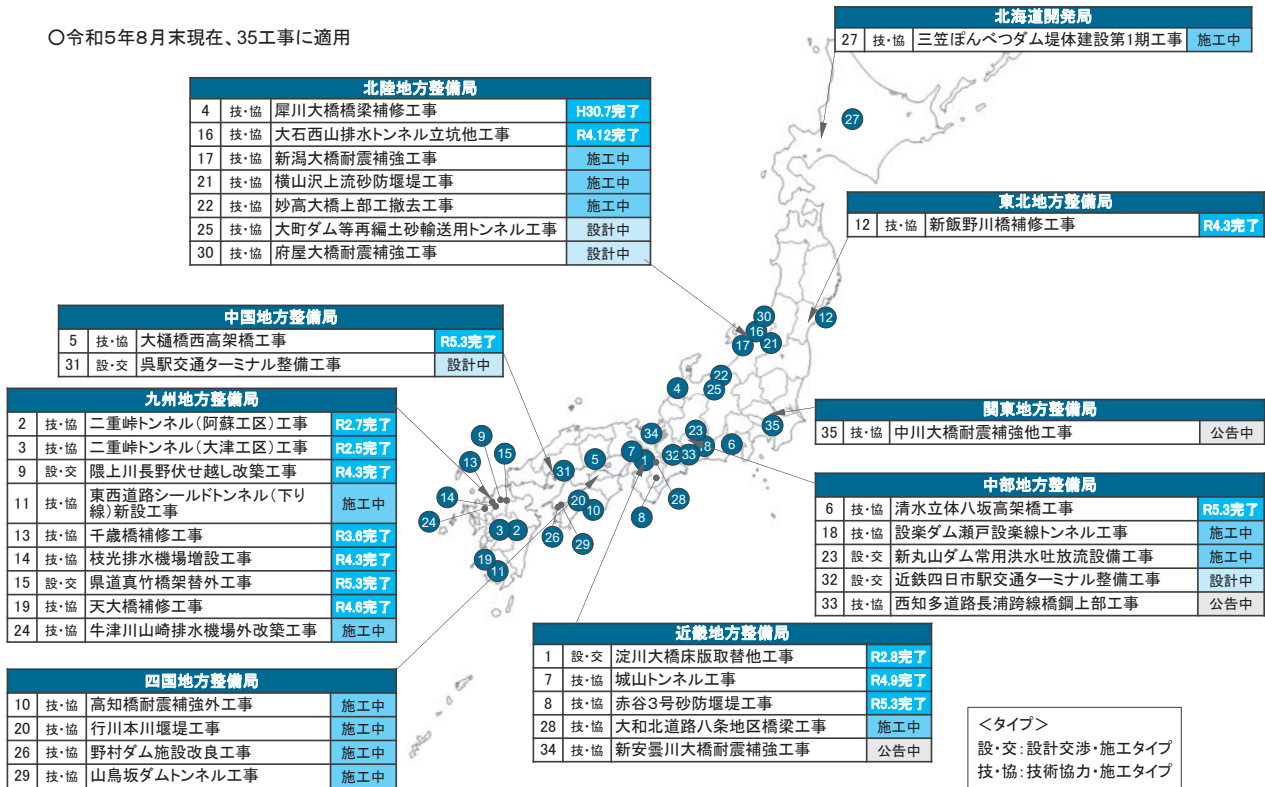 〇令和5年8月末現在、35工事に適用
北海道開発局
27 技・協 三笠ぽんべつダム堤体建設第1期工事 施工中
北陸地方整備局
4 技・協 犀川大橋橋梁補修工事 H30.7完了
16 技・協 大石西山排水トンネル立坑他工事 R4.12完了
17 技・協 新潟大橋耐震補強工事 施工中
21 技・協 横山沢上流砂防堰堤工事 施工中
22 技・協 妙高大橋上部工撤去工事 施工中
25 技・協 大町ダム等再編土砂輸送用トンネル工事 設計中
30 技・協 府屋大橋耐震補強工事 設計中
東北地方整備局
12 技・協 新飯野川橋補修工事 R4.3完了
中国地方整備局
5 技・協 大樋橋西高架橋工事 R5.3完了
31 設・交 呉駅交通ターミナル整備工事 設計中
九州地方整備局
2 技・協 二重峠トンネル(阿蘇工区)工事 R2.7完了
3 技・協 二重峠トンネル(大津工区)工事 R2.5完了
9 設・交 隈上川長野伏せ越し改築工事 R4.3完了
11 技・協 東西道路シールドトンネル(下り
線)新設工事 施工中
13 技・協 千歳橋補修工事 R3.6完了
14 技・協 枝光排水機場増設工事 R4.3完了
15 設・交 県道真竹橋架替外工事 R5.3完了
19 技・協 天大橋補修工事 R4.6完了
24 技・協 牛津川山崎排水機場外改築工事 施工中
関東地方整備局
35 技・協 中川大橋耐震補強他工事 公告中
中部地方整備局
6 技・協 清水立体八坂高架橋工事 R5.3完了
18 技・協 設楽ダム瀬戸設楽線トンネル工事 施工中
23 設・交 新丸山ダム常用洪水吐放流設備工事 施工中
32 設・交 近鉄四日市駅交通ターミナル整備工事 設計中
33 技・協 西知多道路長浦跨線橋鋼上部工事 公告中
近畿地方整備局
1 設・交 淀川大橋床版取替他工事 R2.8完了
7 技・協 城山トンネル工事 R4.9完了
8 技・協 赤谷3号砂防堰堤工事 R5.3完了
28 技・協 大和北道路八条地区橋梁工事 施工中
34 技・協 新安曇川大橋耐震補強工事 公告中
四国地方整備局
10 技・協 高知橋耐震補強外工事 施工中
20 技・協 行川本川堰堤工事 施工中
26 技・協 野村ダム施設改良工事 施工中
29 技・協 山鳥坂ダムトンネル工事 施工中
<タイプ>
設・交:設計交渉・施工タイプ
技・協:技術協力・施工タイプ
27
30
16
12
17
21
22
4
25
35
34
23
9
7
18
6
13
15
5
1
32
33
31
14
20
28
10
8
24
3
2
26
29
19
11